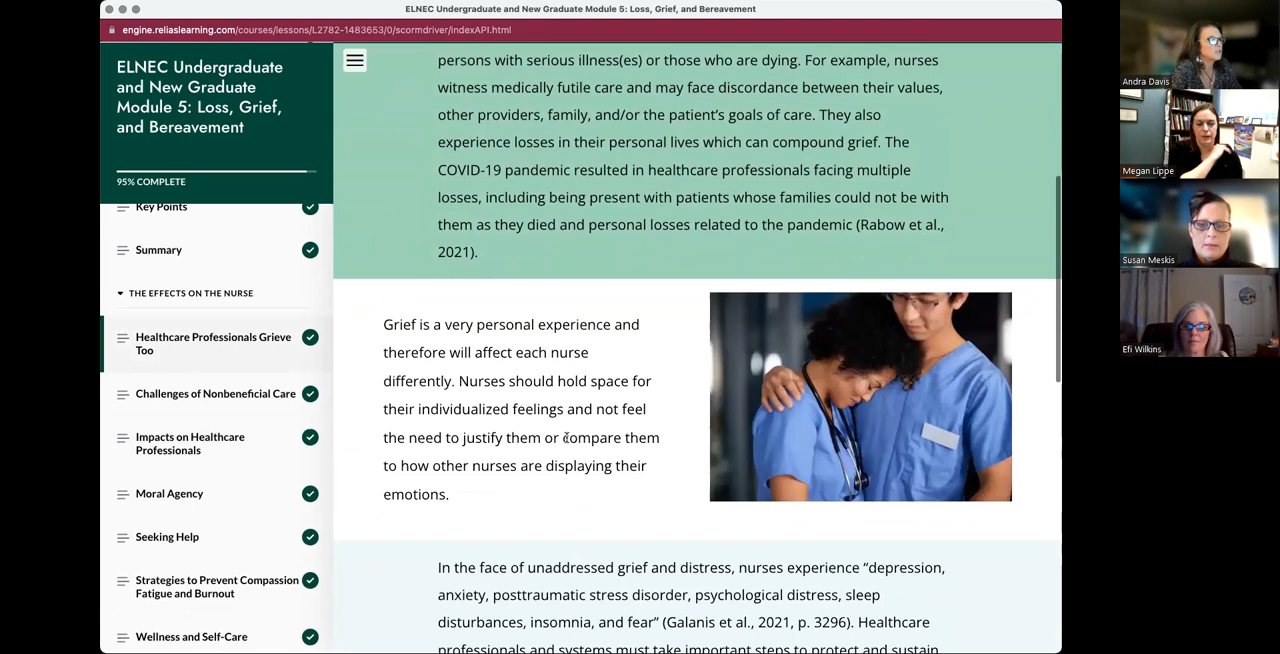 ELNEC Undergraduate and New Graduate Module 5: Loss, Grief, and Bereavement
engine.reliaslearning.com/courses/lessons/L2782-1483653/0/scormdriver/indexAPI.html
ELNEC Undergraduate
and New Graduate
Module 5: Loss, Grief,
and Bereavement
95% COMPLETE
Key Points
Summary
THE EFFECTS ON THE NURSE
Healthcare Professionals Grieve
Too
Challenges of Nonbeneficial Care
Impacts on Healthcare
Professionals
Moral Agency
Seeking Help
Strategies to Prevent Compassion
Fatigue and Burnout
Wellness and Self-Care
persons with serious illness(es) or those who are dying. For example, nurses
witness medically futile care and may face discordance between their values,
other providers, family, and/or the patient's goals of care. They also
experience losses in their personal lives which can compound grief. The
COVID-19 pandemic resulted in healthcare professionals facing multiple
losses, including being present with patients whose families could not be with
them as they died and personal losses related to the pandemic (Rabow et al.,
2021).
Grief is a very personal experience and
therefore will affect each nurse
differently. Nurses should hold space for
their individualized feelings and not feel
the need to justify them or compare them
to how other nurses are displaying their
emotions.
In the face of unaddressed grief and distress, nurses experience “depression,
anxiety, posttraumatic stress disorder, psychological distress, sleep
disturbances, insomnia, and fear” (Galanis et al., 2021, p. 3296). Healthcare
professionals and systems must take important steps to protect and sustain
Andra Davis
Megan Lippe
Susan Meskis
Efi Wilkins